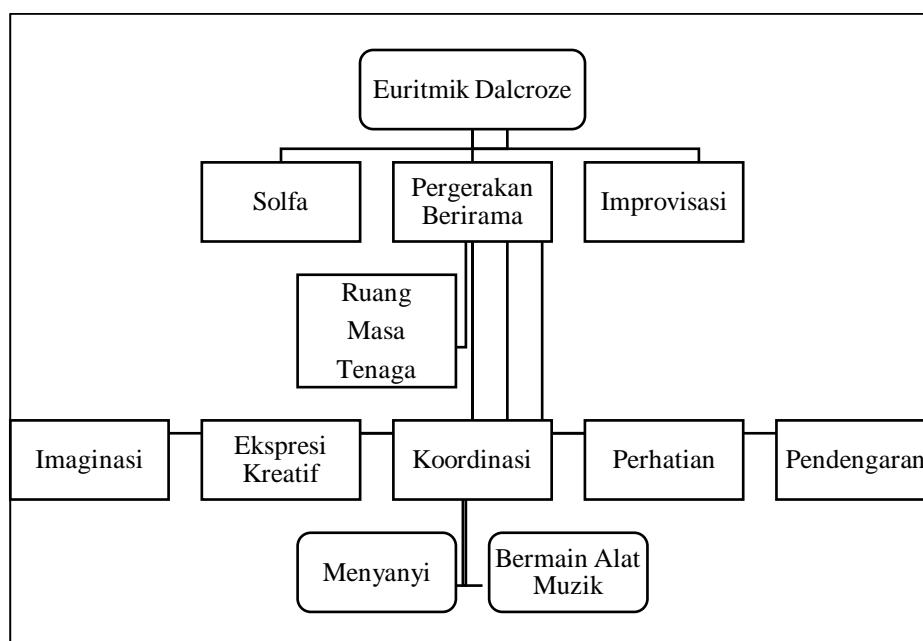 Euritmik Dalcroze
Solfa
Pergerakan
Berirama
Improvisasi
Ruang
Masa
Tenaga
Imaginasi
Ekspresi
Kreatif
Koordinasi
Perhatian
Pendengaran
Menyanyi
Bermain Alat
Muzik